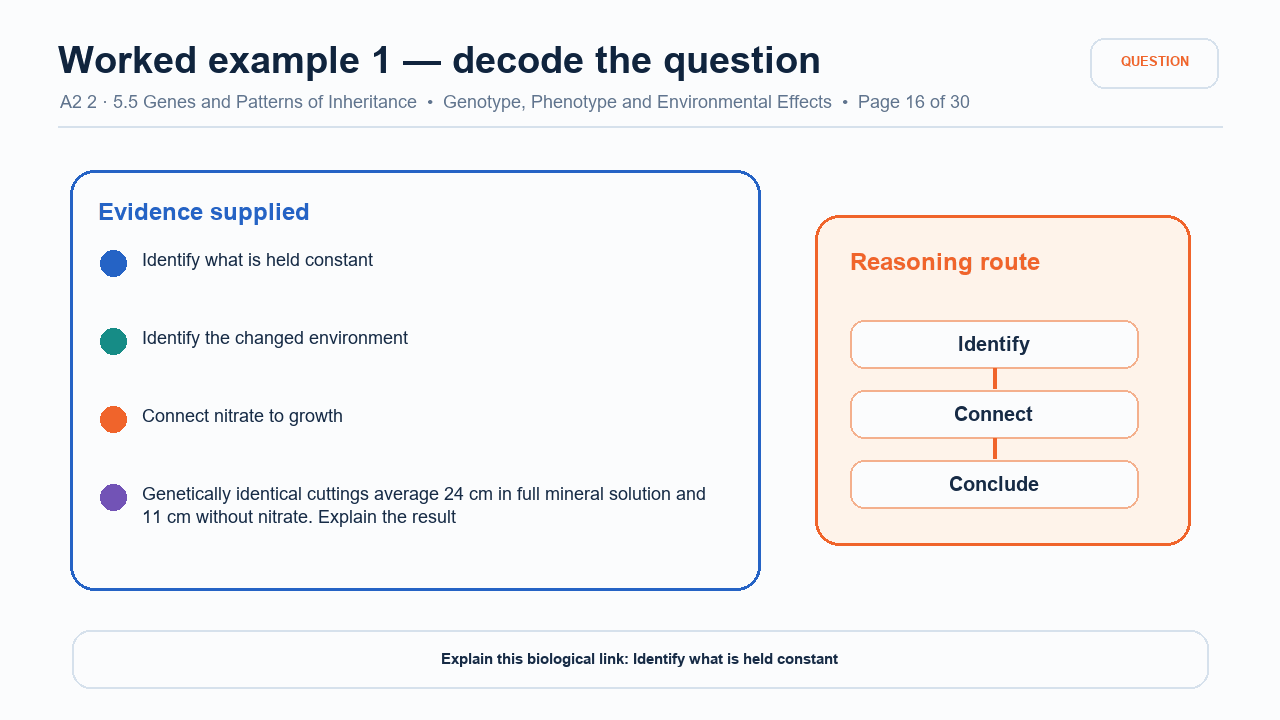 Worked example 1 — decode the question
QUESTION
A2 2 · 5.5 Genes and Patterns of Inheritance • Genotype, Phenotype and Environmental Effects • Page 16 of 30
Evidence supplied
Identify what is held constant
Identify the changed environment
Connect nitrate to growth
Genetically identical cuttings average 24 cm in full mineral solution and
11 cm without nitrate. Explain the result
Reasoning route
Identify
Connect
Conclude
Explain this biological link: Identify what is held constant